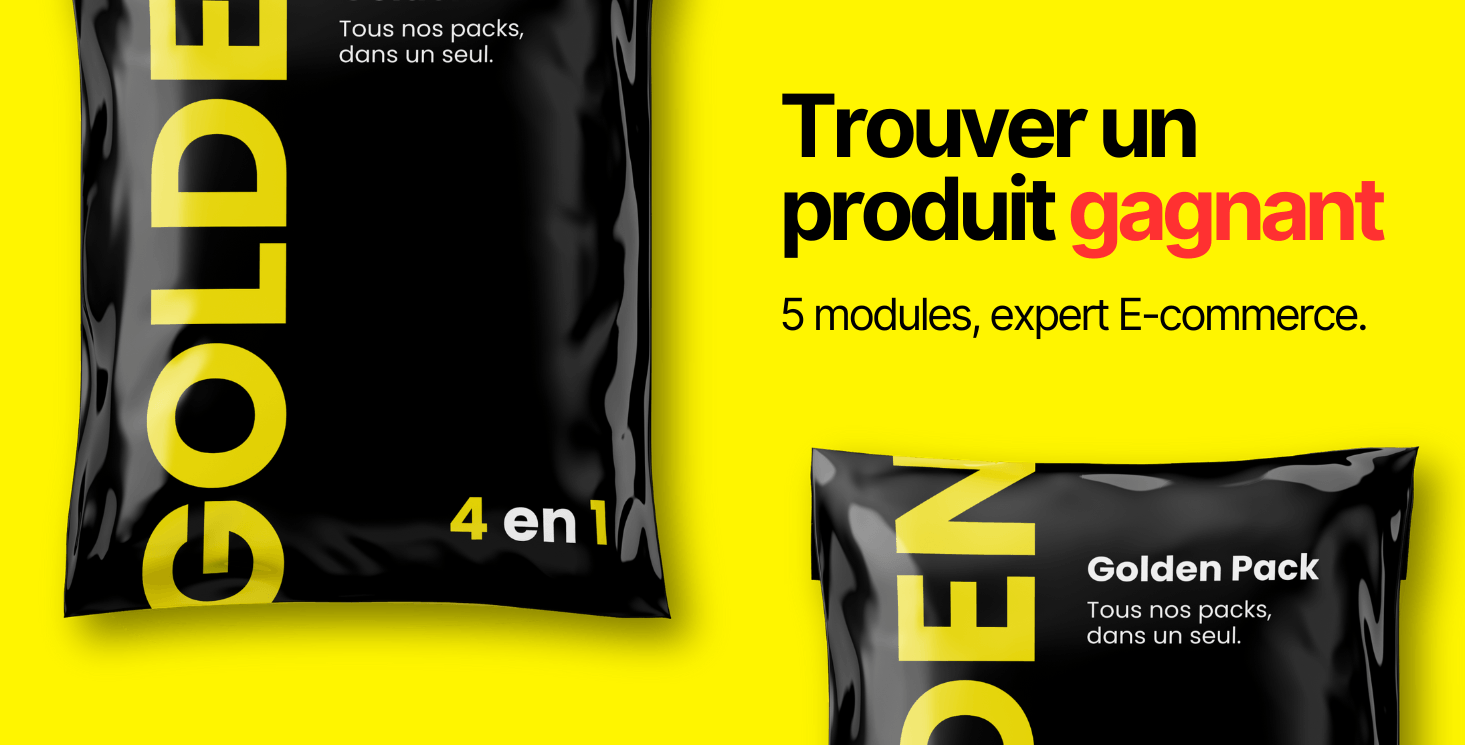 GOLDE
Tous nos packs,
dans un seul.
4 en 1
Trouver un
produit gagnant
5 modules, expert E-commerce.
DEN
Golden Pack
Tous nos packs,
dans un seul.